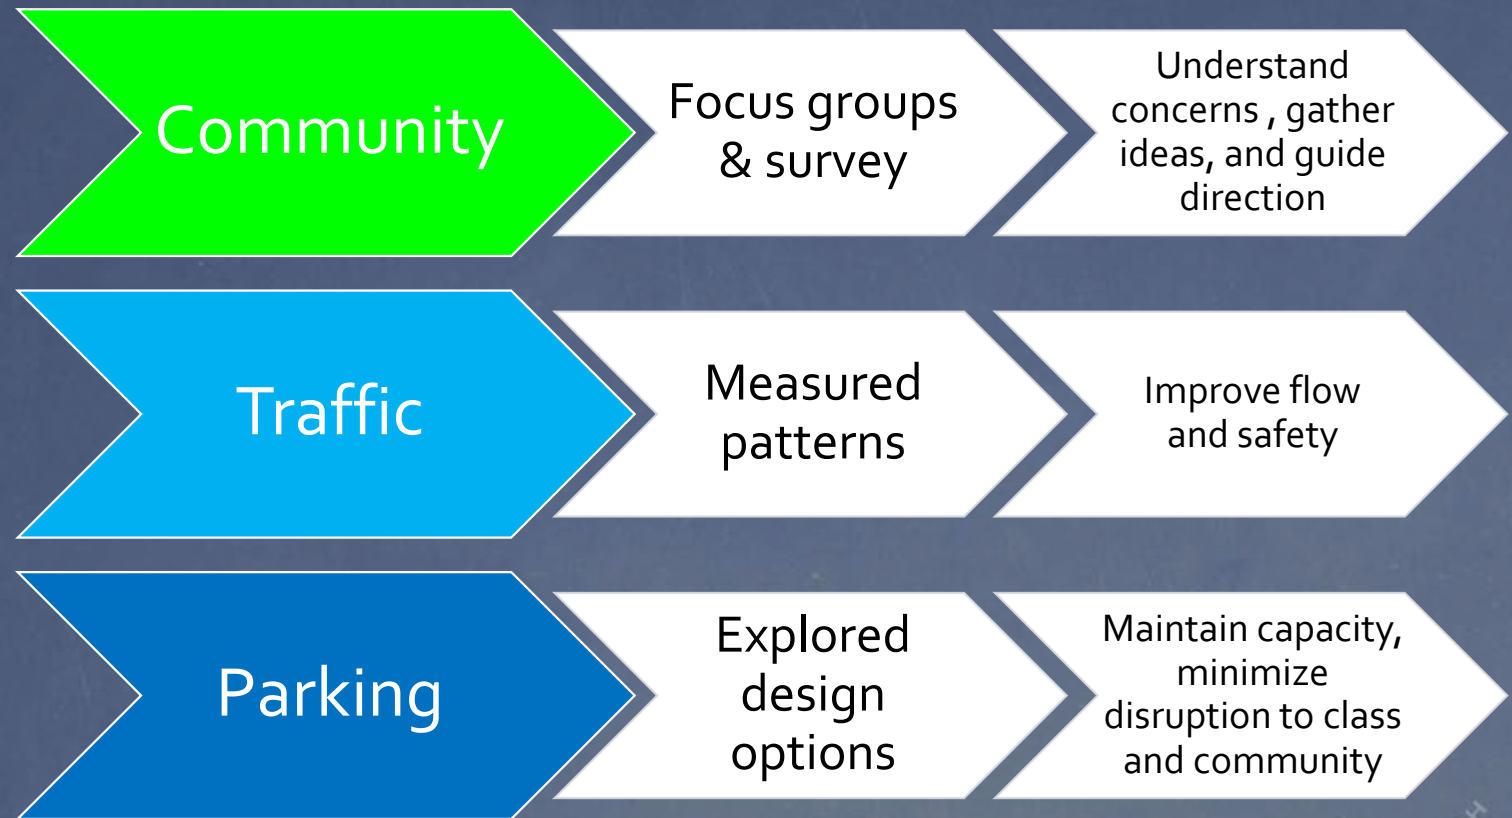 Community
Focus groups
& survey
Understand
concerns , gather
ideas, and guide
direction
Traffic
Measured
patterns
Improve flow
and safety
Parking
Explored
design
options
Maintain capacity,
minimize
disruption to class
and community